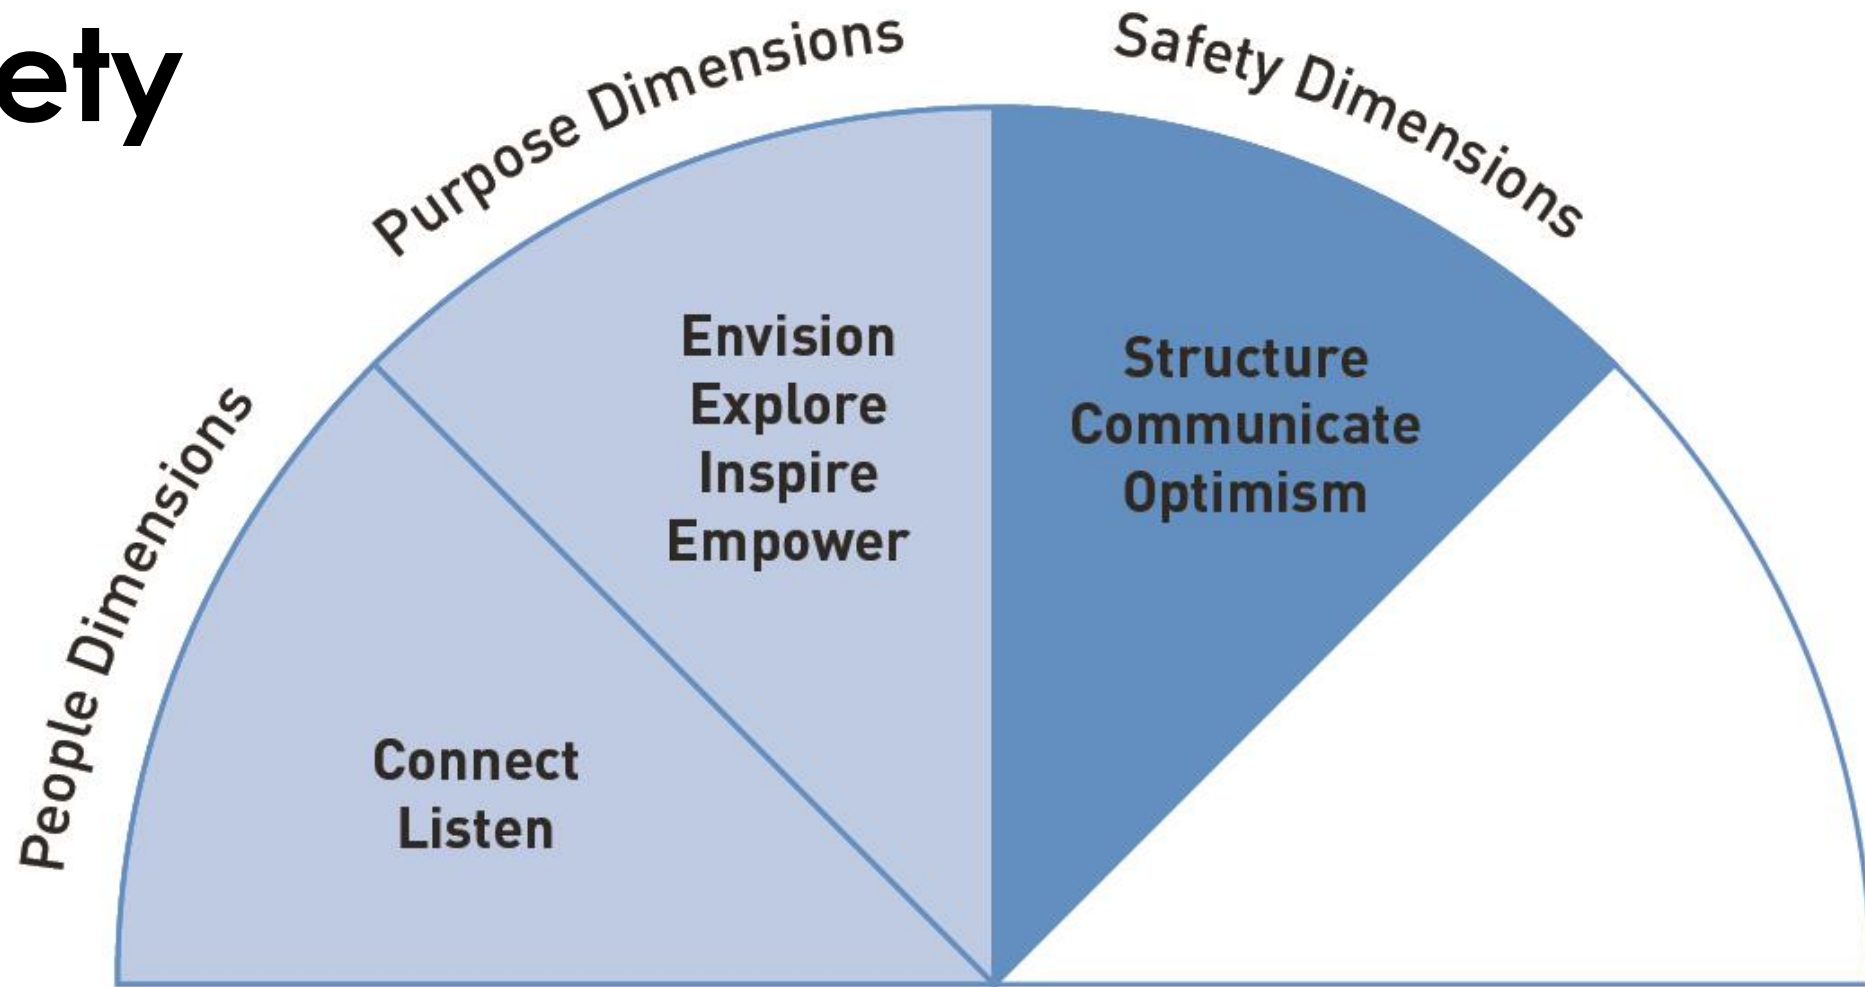 ety
People Dimensions
Purpose Dimensions
Safety Dimensions
Connect
Listen
Envision
Explore
Inspire
Empower
Structure
Communicate
Optimism